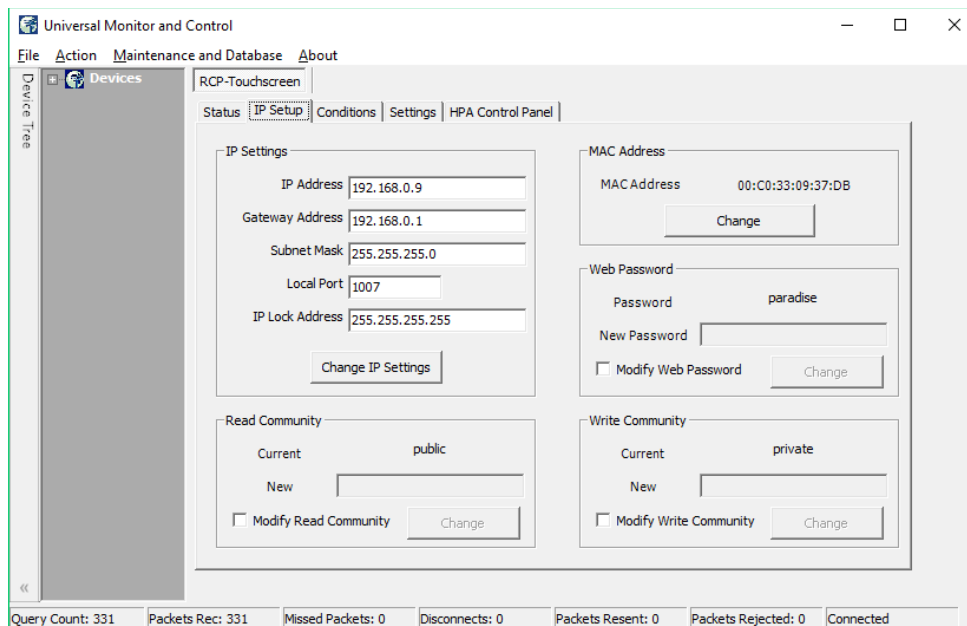 Universal Monitor and Control
File Action Maintenance and Database About
Device Tree
Devices
RCP-Touchscreen
Status IP Setup Conditions Settings HPA Control Panel
IP Settings
IP Address 192.168.0.9
Gateway Address 192.168.0.1
Subnet Mask 255.255.255.0
Local Port 1007
IP Lock Address 255.255.255.255
Change IP Settings
MAC Address
MAC Address 00:C0:33:09:37:DB
Change
Web Password
Password paradise
New Password
Modify Web Password Change
Read Community
Current public
New
Modify Read Community Change
Write Community
Current private
New
Modify Write Community Change
Query Count: 331 Packets Rec: 331 Missed Packets: 0 Disconnects: 0 Packets Resent: 0 Packets Rejected: 0 Connected